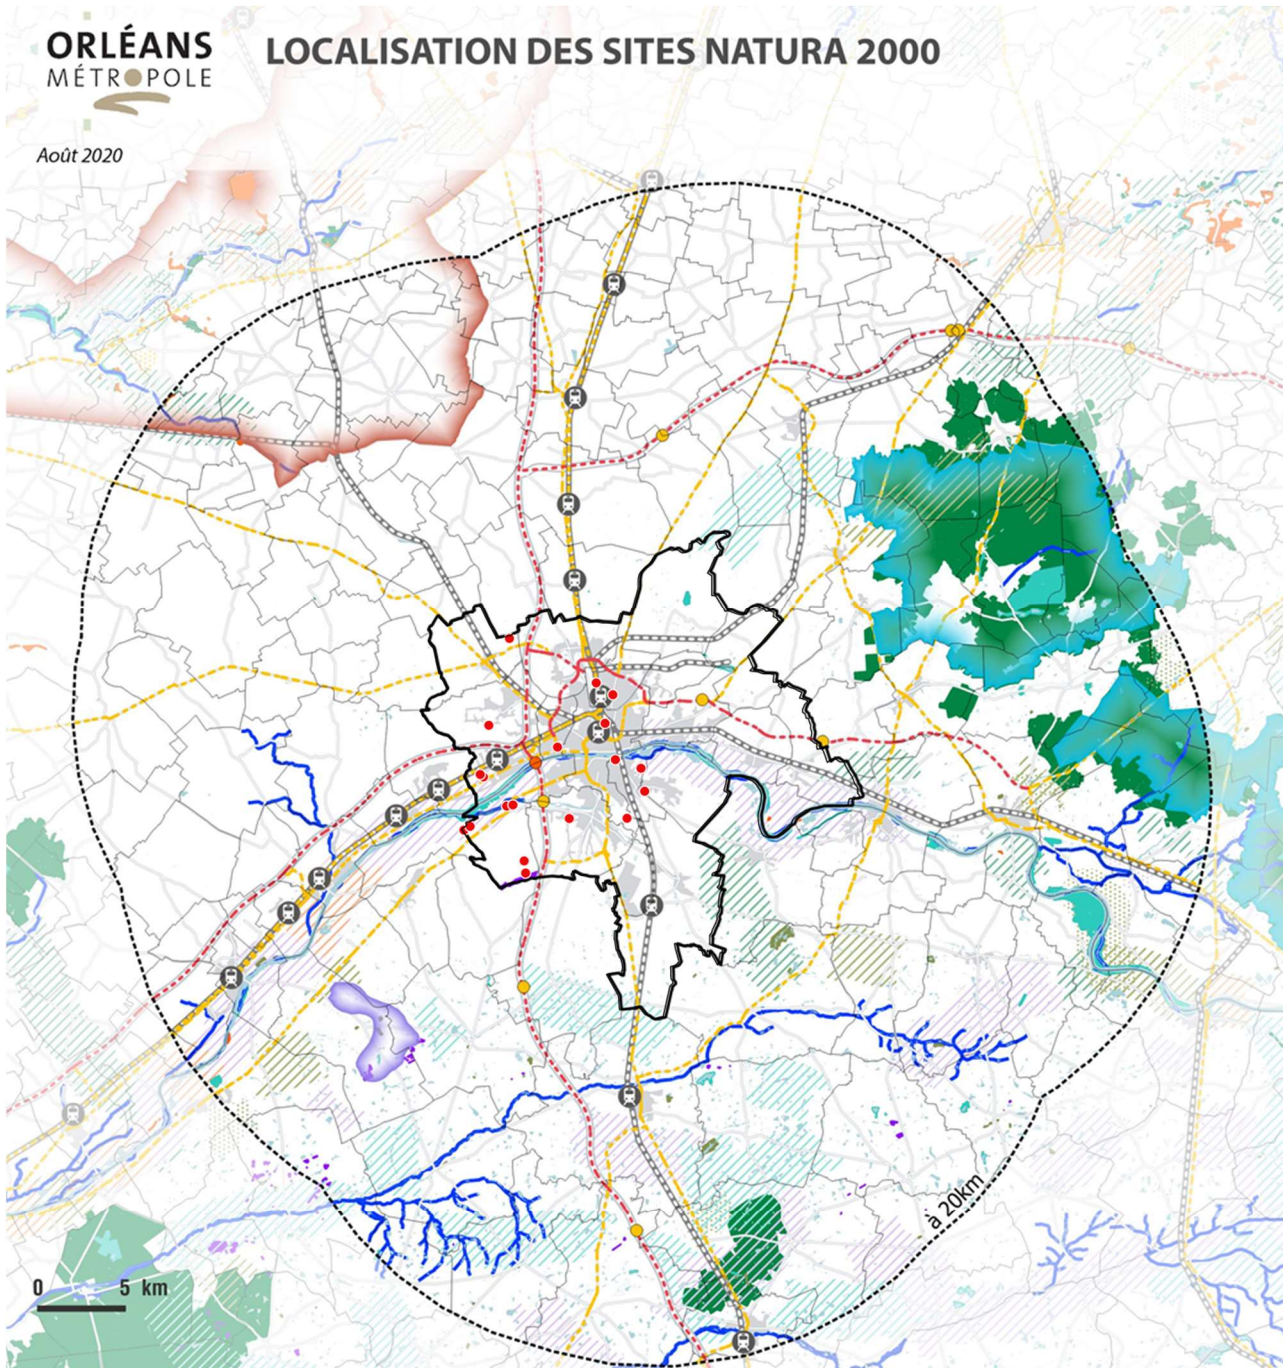 ORLÉANS
MÉTROPOLE
LOCALISATION DES SITES NATURA 2000
Août 2020
à 20km
0 5 km